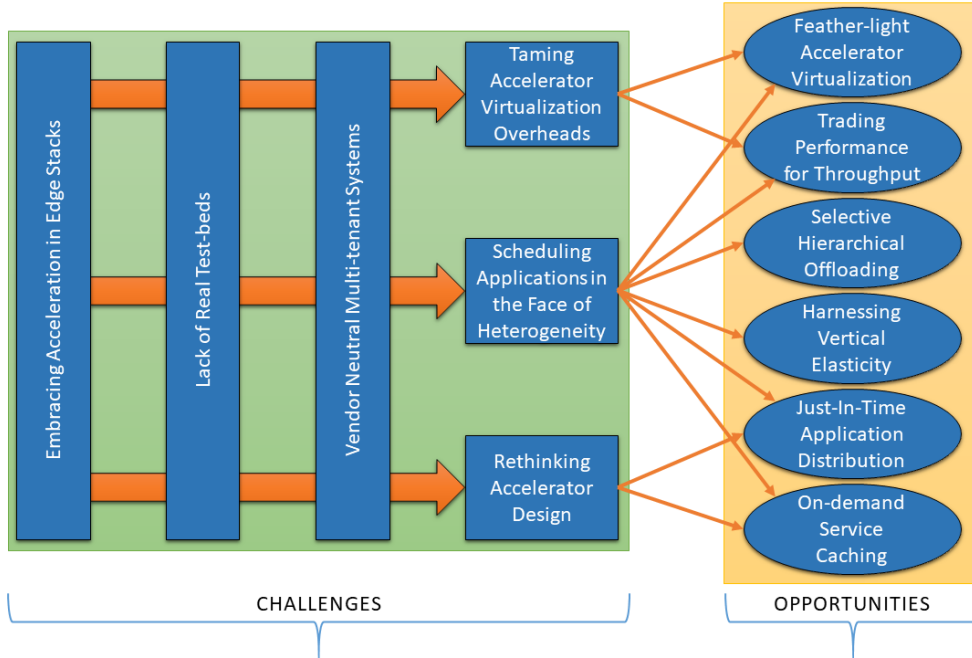 Embracing Acceleration in Edge Stacks
Lack of Real Test-beds
Vendor Neutral Multi-tenant Systems
Taming
Accelerator
Virtualization
Overheads
Scheduling
Applications in
the Face of
Heterogeneity
Rethinking
Accelerator
Design
Feather-light
Accelerator
Virtualization
Trading
Performance
for Throughput
Selective
Hierarchical
Offloading
Harnessing
Vertical
Elasticity
Just-In-Time
Application
Distribution
On-demand
Service
Caching
CHALLENGES
OPPORTUNITIES